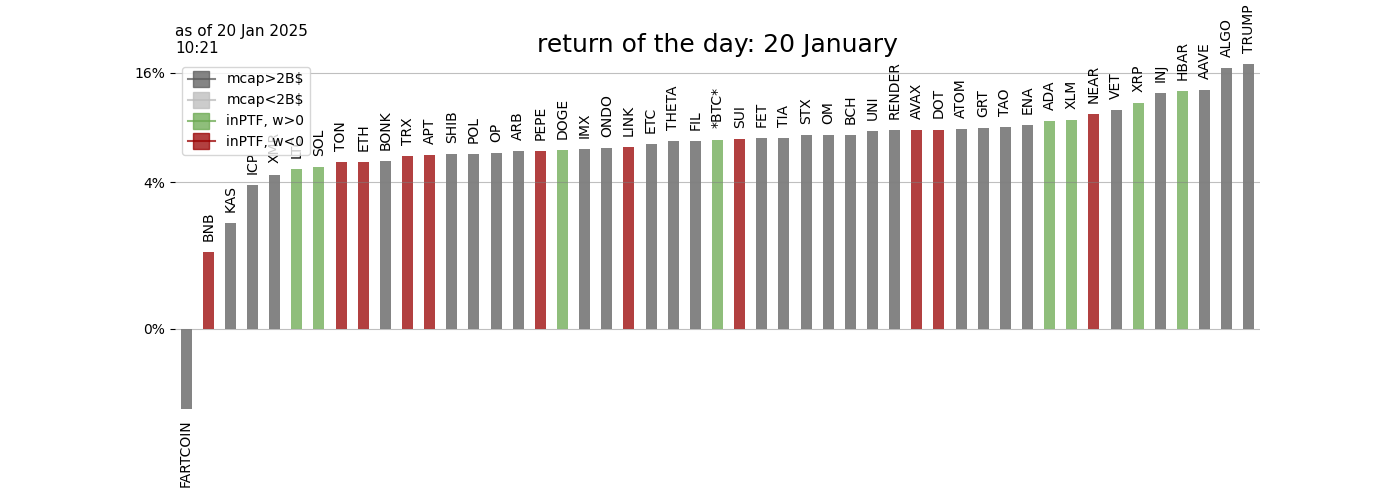 as of 20 Jan 2025
10:21
return of the day: 20 January
mcap>2B$
mcap<2B$
inPTF, w>0
inPTF, w<0
16%
4%
0%
FARTCOIN
BNB
KAS
ICP
SOL
TON
ETH
BONK
TRX
APT
SHIB
POL
OP
ARB
PEPE
DOGE
IMX
ONDO
LINK
ETC
THETA
FIL
*BTC*
SUI
FET
TIA
STX
OM
BCH
UNI
RENDER
AVAX
DOT
ATOM
GRT
TAO
ENA
ADA
XLM
NEAR
VET
XRP
INJ
HBAR
AAVE
ALGO
TRUMP